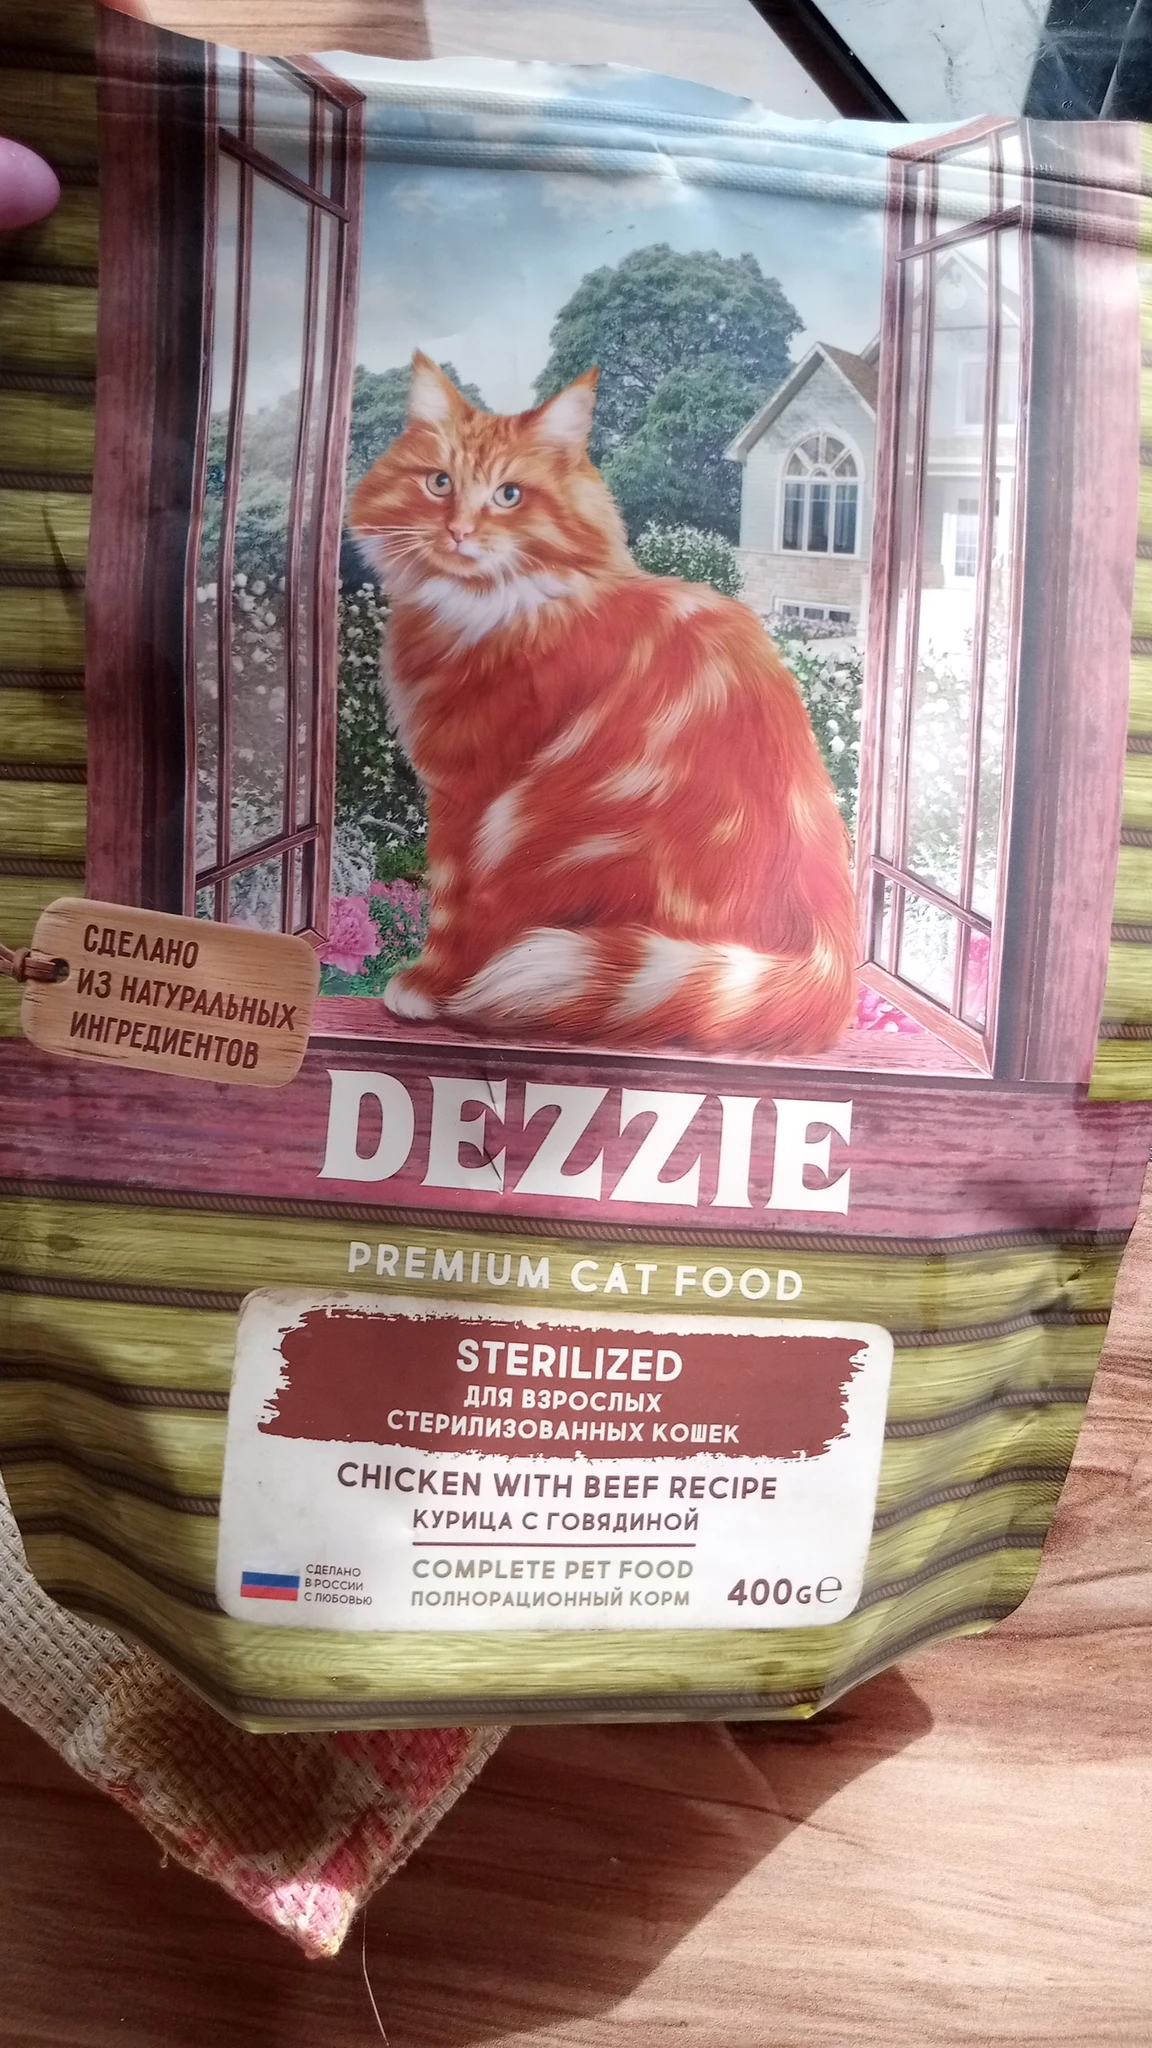 СДЕЛАНО
ИЗ НАТУРАЛЬНЫХ
ИНГРЕДИЕНТОВ
DEZZIE
PREMIUM CAT FOOD
STERILIZED
ДЛЯ ВЗРОСЛЫХ
СТЕРИЛИЗОВАННЫХ КОШЕК
CHICKEN WITH BEEF RECIPE
КУРИЦА С ГОВЯДИНОЙ
СДЕЛАНО
В РОССИИ
С ЛЮБОВЬЮ
COMPLETE PET FOOD
ПОЛНОРАЦИОННЫЙ КОРМ
400G℮